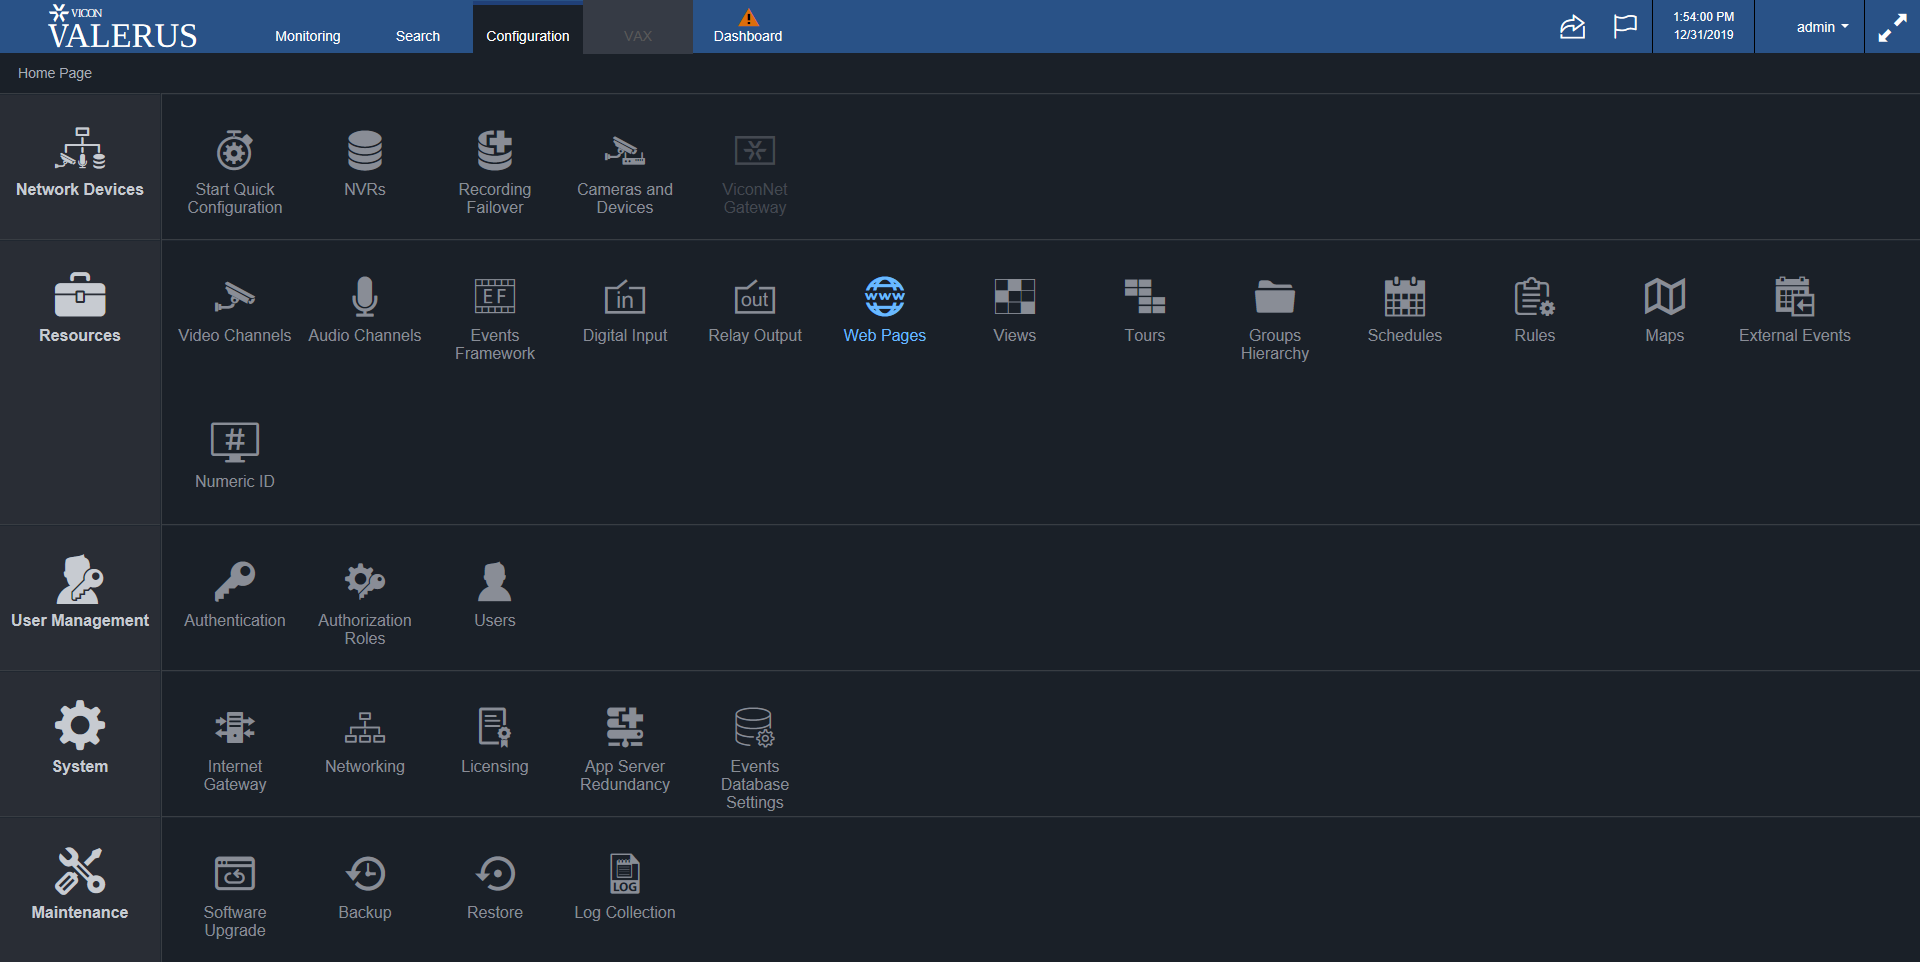 VICON
VALERUS
Monitoring
Search
Configuration
VAX
Dashboard
1:54:00 PM
12/31/2019
admin
Home Page
Network Devices
Start Quick
Configuration
NVRs
Recording
Failover
Cameras and
Devices
ViconNet
Gateway
Resources
Video Channels
Audio Channels
EF
Events
Framework
in
Digital Input
out
Relay Output
www
Web Pages
Views
Tours
Groups
Hierarchy
Schedules
Rules
Maps
External Events
#
Numeric ID
User Management
Authentication
Authorization
Roles
Users
System
Internet
Gateway
Networking
Licensing
App Server
Redundancy
Events
Database
Settings
Maintenance
Software
Upgrade
Backup
Restore
LOG
Log Collection